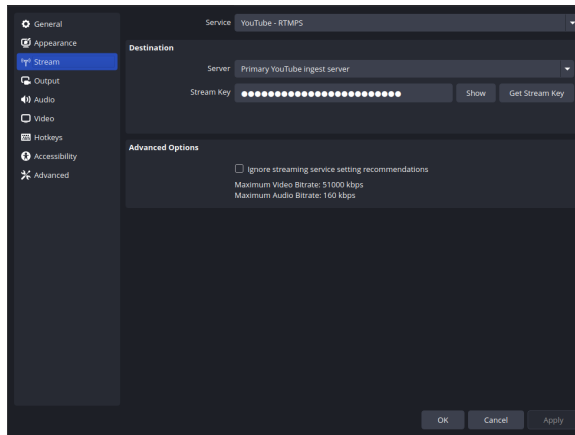 General
Appearance
Stream
Output
Audio
Video
Hotkeys
Accessibility
Advanced
Service YouTube - RTMPS
Destination
Server Primary YouTube ingest server
Stream Key ●●●●●●●●●●●●●●●●●●●●●●●● Show Get Stream Key
Advanced Options
Ignore streaming service setting recommendations
Maximum Video Bitrate: 51000 kbps
Maximum Audio Bitrate: 160 kbps
OK Cancel Apply